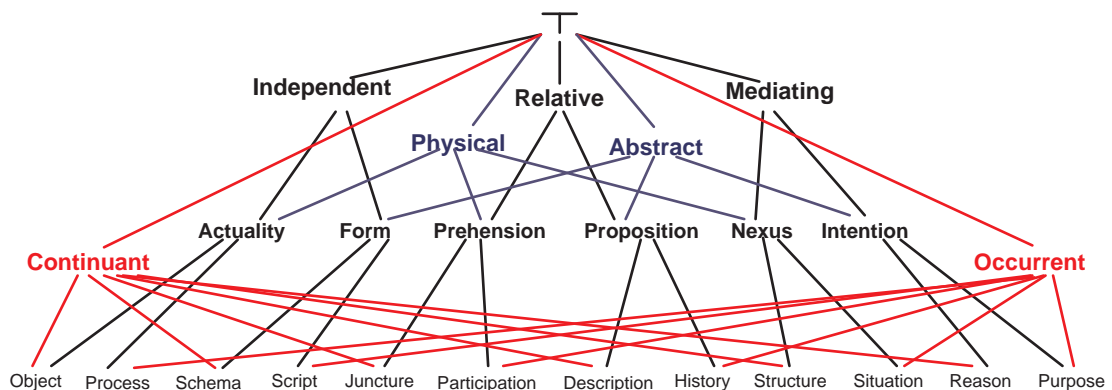 T
Independent
Relative
Mediating
Physical
Abstract
Actuality Form Prehension Proposition Nexus Intention
Continuant
Occurrent
Object Process Schema Script Juncture Participation Description History Structure Situation Reason Purpose